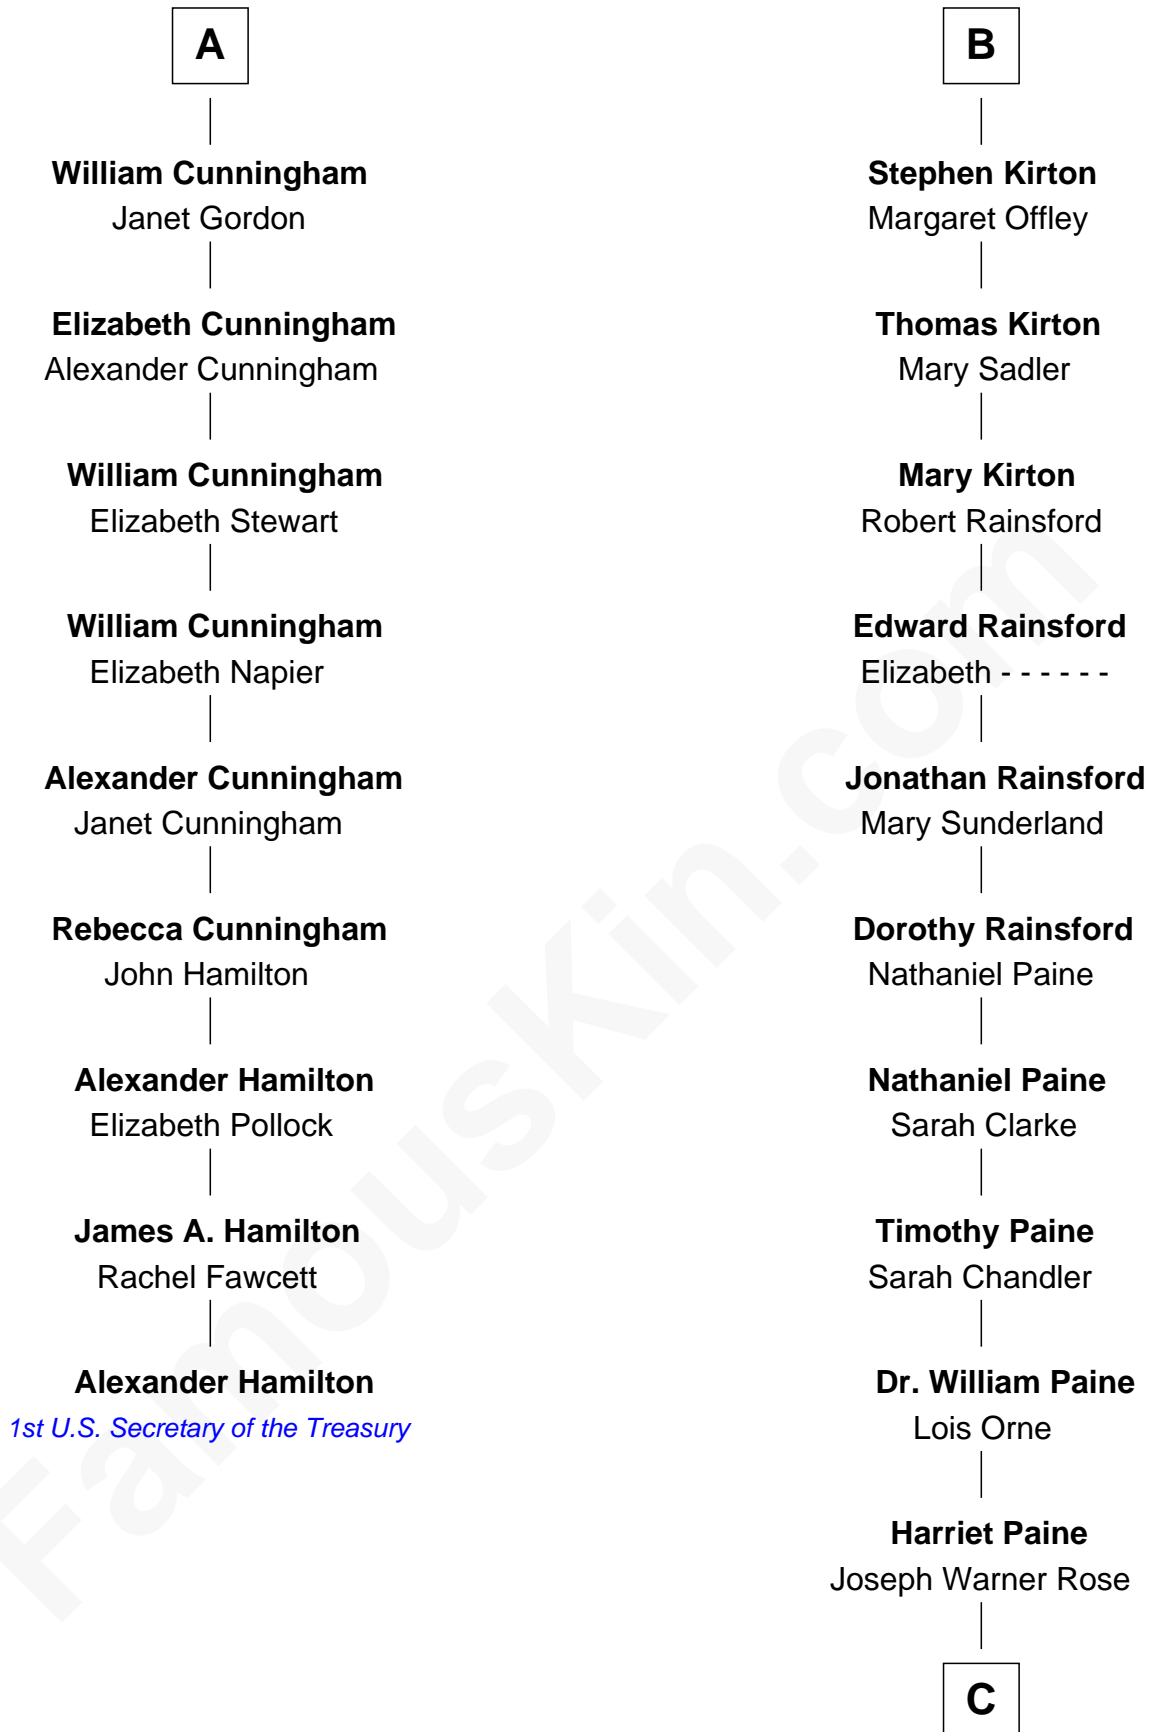 A
William Cunningham
Janet Gordon
Elizabeth Cunningham
Alexander Cunningham
William Cunningham
Elizabeth Stewart
William Cunningham
Elizabeth Napier
Alexander Cunningham
Janet Cunningham
Rebecca Cunningham
John Hamilton
Alexander Hamilton
Elizabeth Pollock
James A. Hamilton
Rachel Fawcett
Alexander Hamilton
1st U.S. Secretary of the Treasury
B
Stephen Kirton
Margaret Offley
Thomas Kirton
Mary Sadler
Mary Kirton
Robert Rainsford
Edward Rainsford
Elizabeth - - - - - -
Jonathan Rainsford
Mary Sunderland
Dorothy Rainsford
Nathaniel Paine
Nathaniel Paine
Sarah Clarke
Timothy Paine
Sarah Chandler
Dr. William Paine
Lois Orne
Harriet Paine
Joseph Warner Rose
C
FamousKin.com